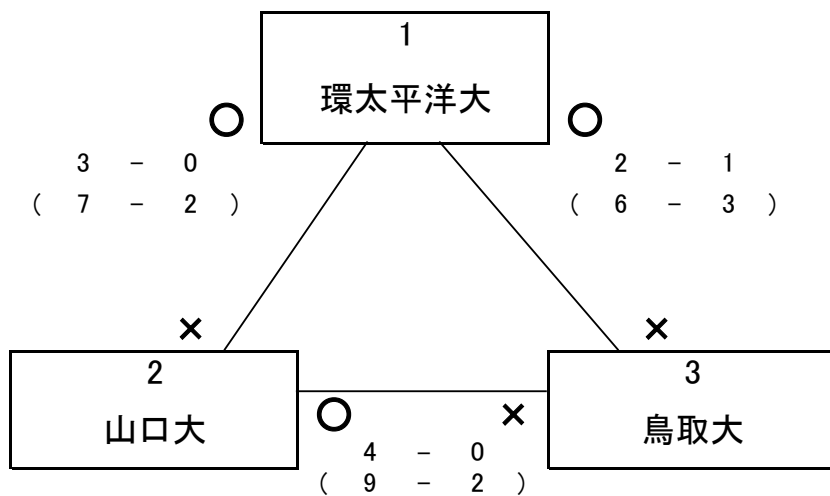 1
環太平洋大
○ ○
3 － 0 2 － 1
( 7 － 2 ) ( 6 － 3 )
× ×
2 3
山口大 鳥取大
○ ×
4 － 0
( 9 － 2 )